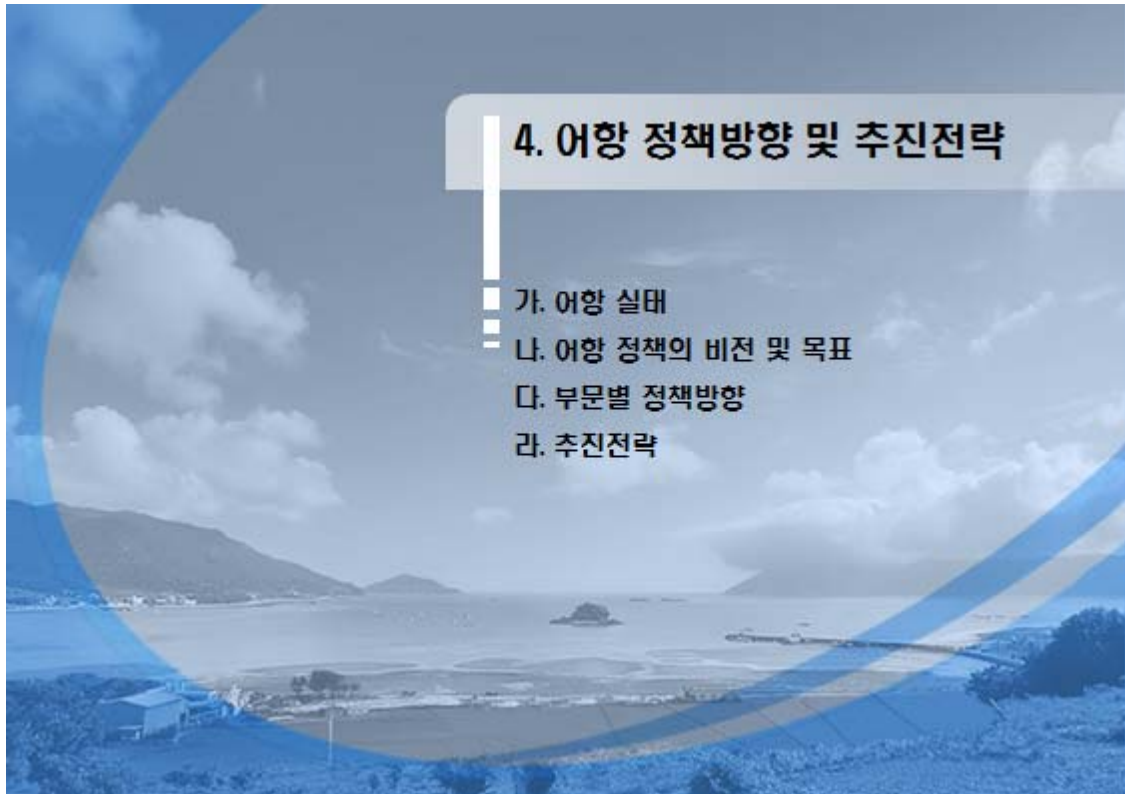 4. 어항 정책방향 및 추진전략
가. 어항 실태
나. 어항 정책의 비전 및 목표
다. 부문별 정책방향
라. 추진전략